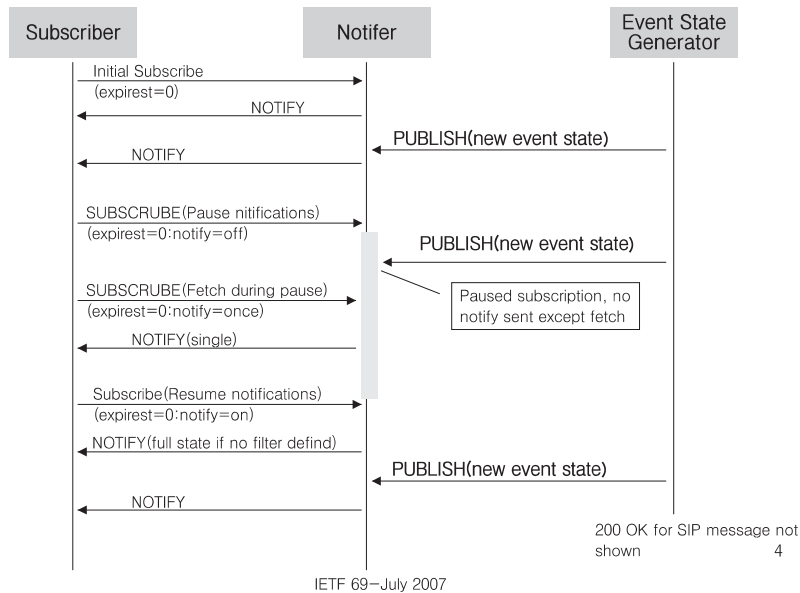 Subscriber
Notifer
Event State
Generator
Initial Subscribe
(expirest=0)
NOTIFY
PUBLISH(new event state)
NOTIFY
SUBSCRUBE(Pause nitifications)
(expirest=0:notify=off)
PUBLISH(new event state)
Paused subscription, no
notify sent except fetch
SUBSCRUBE(Fetch during pause)
(expirest=0:notify=once)
NOTIFY(single)
Subscribe(Resume notifications)
(expirest=0:notify=on)
NOTIFY(full state if no filter defind)
PUBLISH(new event state)
NOTIFY
200 OK for SIP message not
shown 4
IETF 69-July 2007